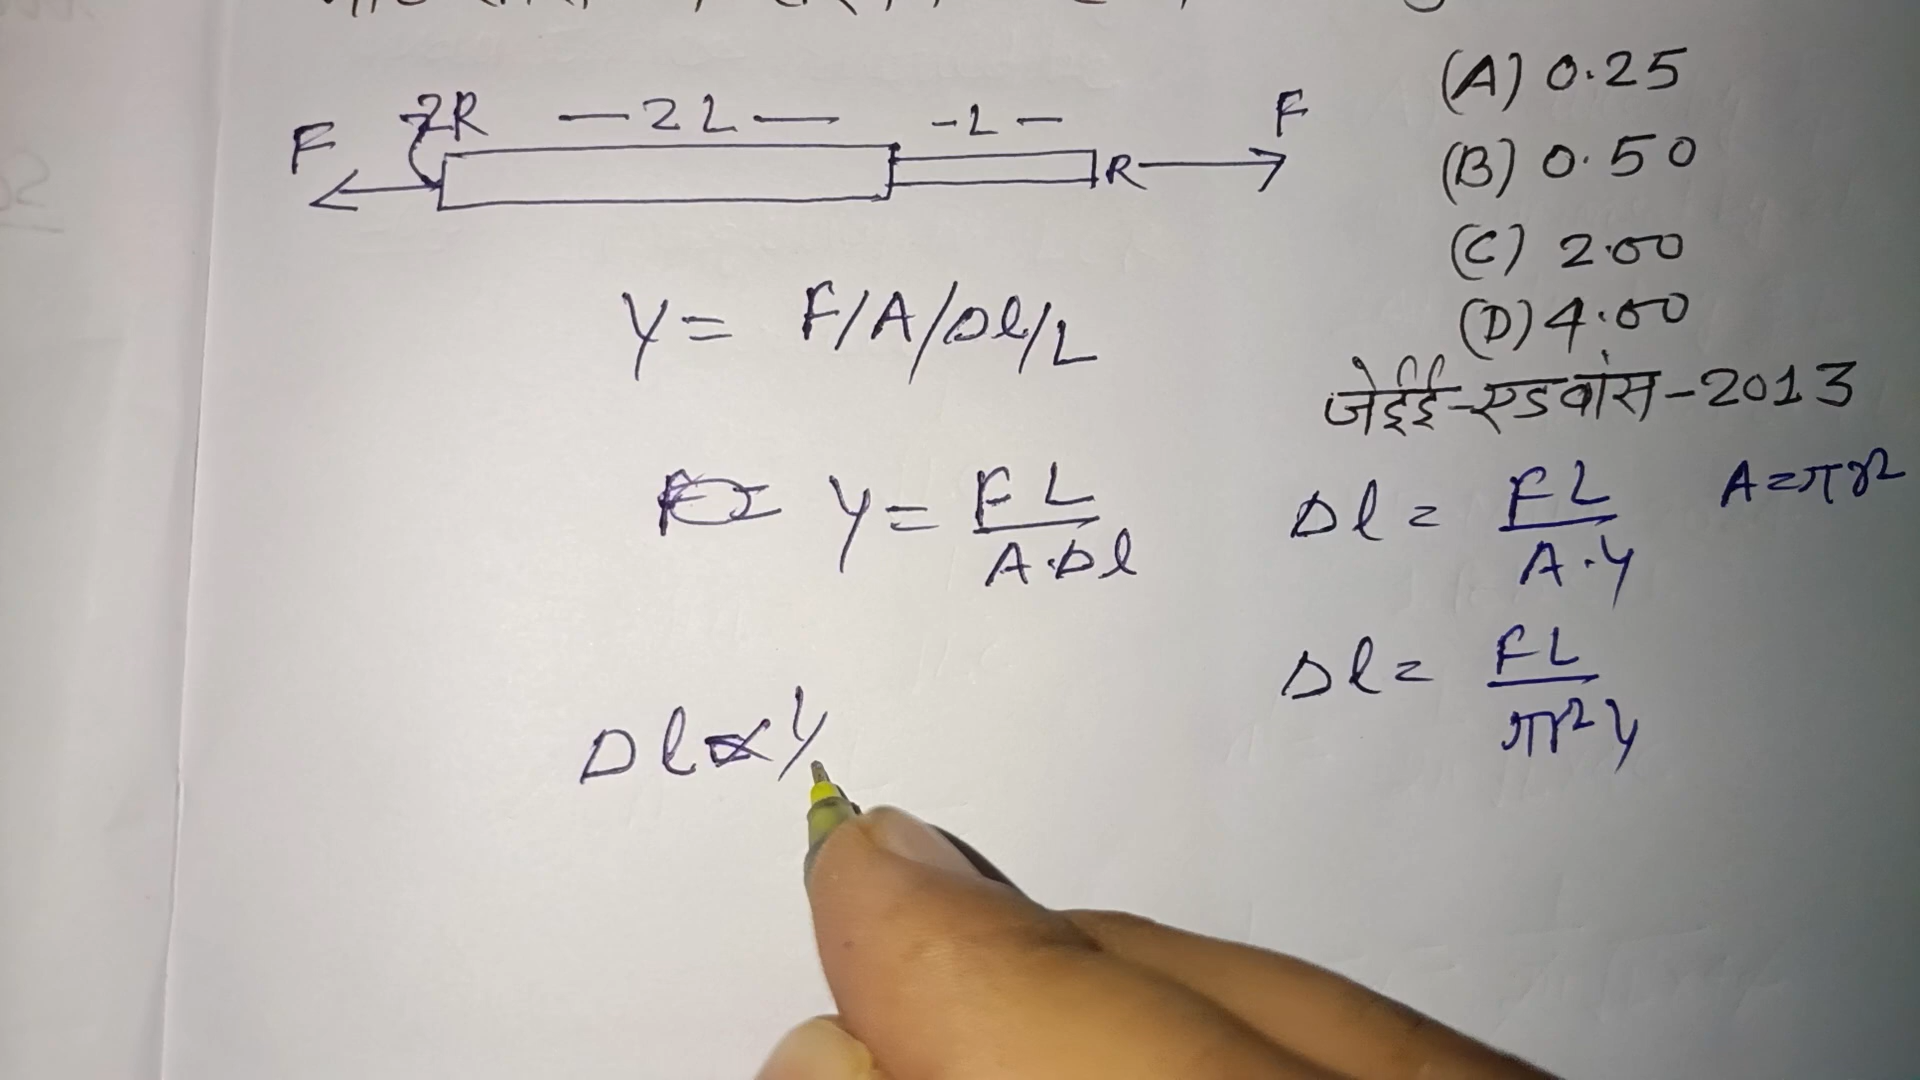 F 2R — 2L — - L — F
R
(A) 0.25
(B) 0.50
(C) 2.00
(D) 4.00
जेईई-एडवांस-2013
Y = F/A/Δl/L
Y = FL / A·Δl
Δl = FL / A·Y A=πr²
Δl = FL / πr²Y
Δl ∝ Y